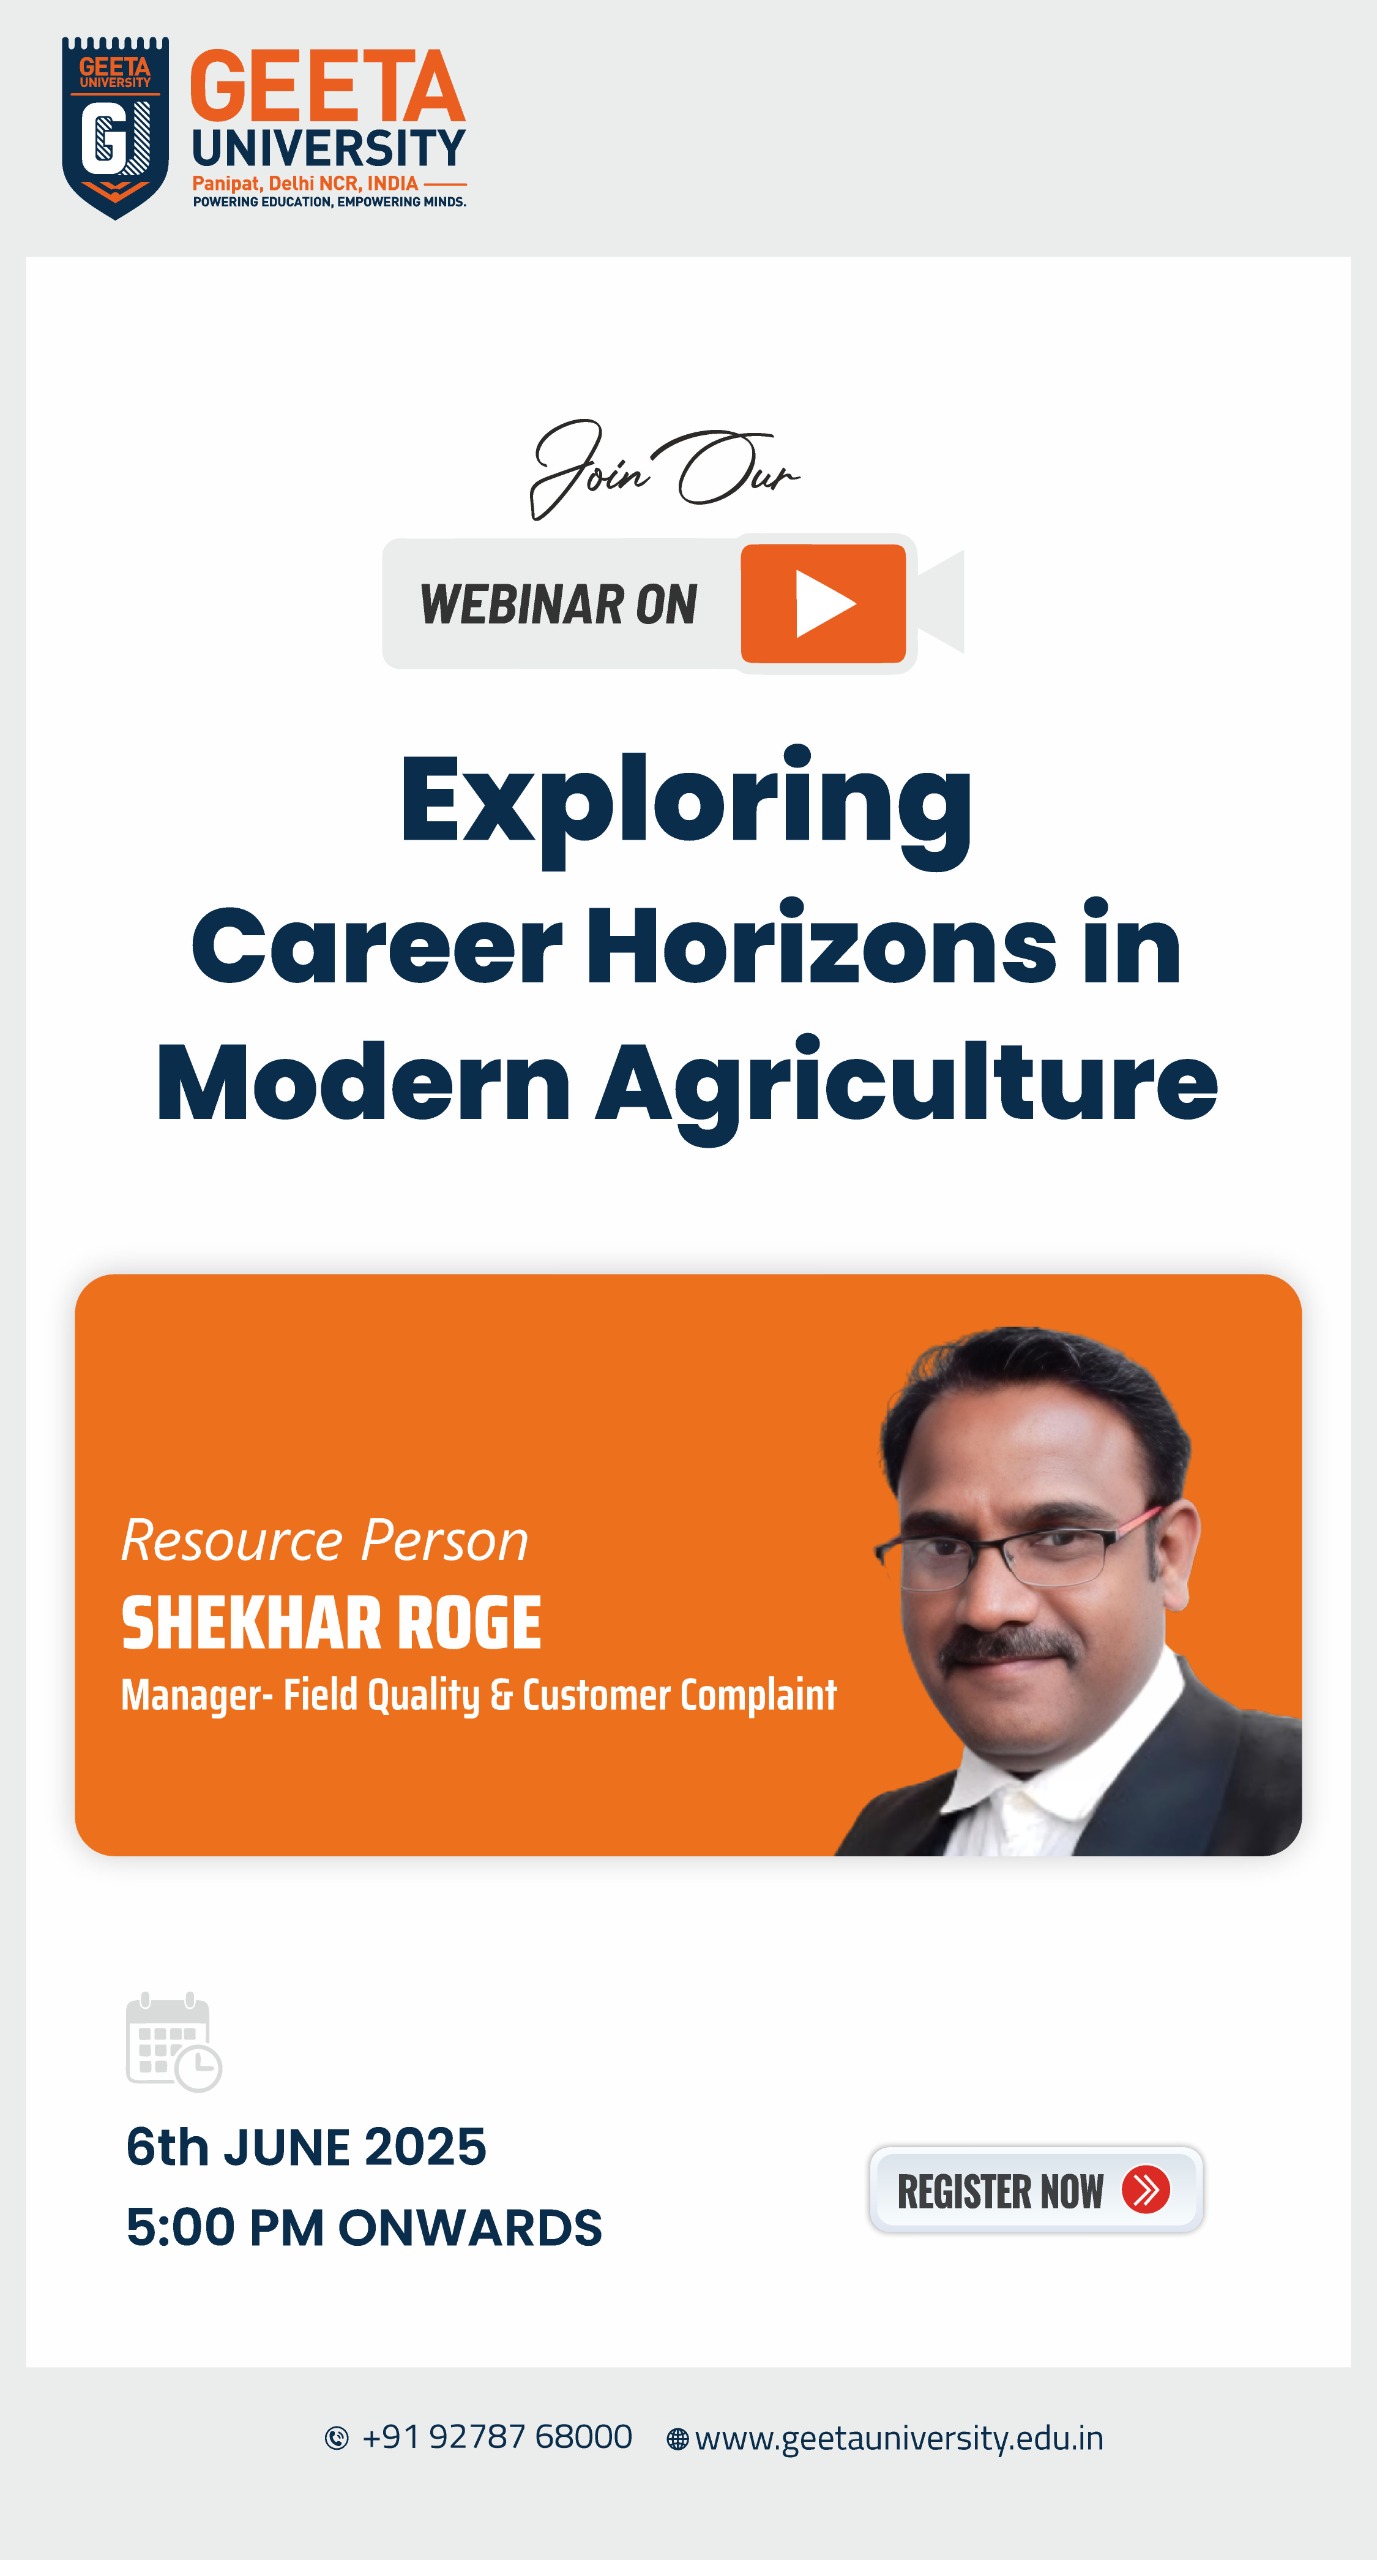 GEETA
UNIVERSITY
GU
GEETA
UNIVERSITY
Panipat, Delhi NCR, INDIA
POWERING EDUCATION, EMPOWERING MINDS.
Join Our
WEBINAR ON
Exploring
Career Horizons in
Modern Agriculture
Resource Person
SHEKHAR ROGE
Manager- Field Quality & Customer Complaint
6th JUNE 2025
5:00 PM ONWARDS
REGISTER NOW
+91 92787 68000 www.geetauniversity.edu.in